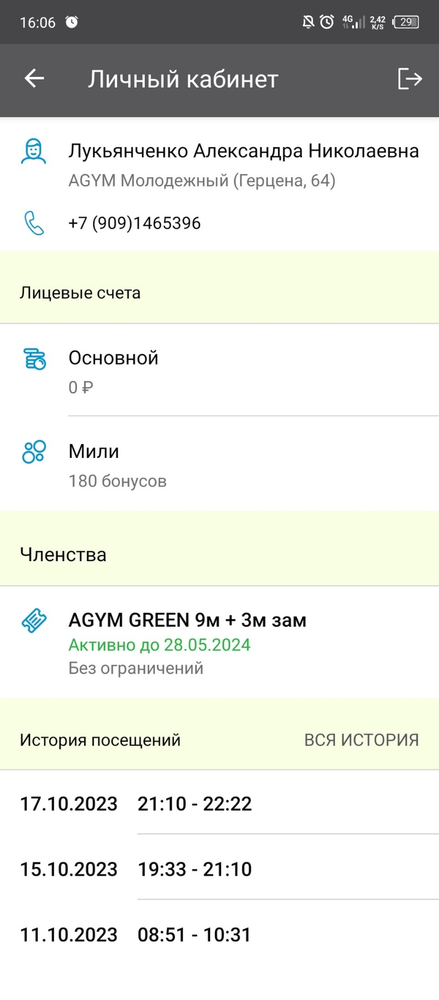 16:06
4G
2,42
K/S
29
Личный кабинет
Лукьянченко Александра Николаевна
AGYM Молодежный (Герцена, 64)
+7 (909)1465396
Лицевые счета
Основной
0 ₽
Мили
180 бонусов
Членства
AGYM GREEN 9м + 3м зам
Активно до 28.05.2024
Без ограничений
История посещений ВСЯ ИСТОРИЯ
17.10.2023 21:10 - 22:22
15.10.2023 19:33 - 21:10
11.10.2023 08:51 - 10:31